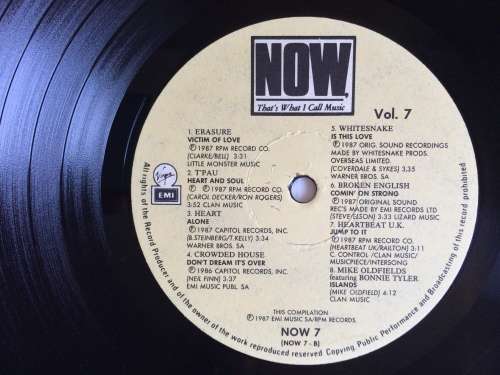 NOW,
That's What I Call Music
Vol. 7
1. ERASURE
VICTIM OF LOVE
Ⓟ 1987 RPM RECORD CO.
(CLARKE/BELL) 3:31
LITTLE MONSTER MUSIC
2. T'PAU
HEART AND SOUL
Ⓟ 1987 RPM RECORD CO.
(CAROL DECKER/RON ROGERS)
3:52 CLAN MUSIC
3. HEART
ALONE
Ⓟ 1987 CAPITOL RECORDS, INC.
(B.STEINBERG/T.KELLY) 3:34
WARNER BROS. SA
4. CROWDED HOUSE
DON'T DREAM IT'S OVER
Ⓟ 1986 CAPITOL RECORDS, INC.
(NEIL FINN) 3:37
EMI MUSIC PUBL SA
5. WHITESNAKE
IS THIS LOVE
Ⓟ 1987 ORIG. SOUND RECORDINGS
MADE BY WHITESNAKE PRODS.
OVERSEAS LIMITED.
(COVERDALE & SYKES) 3.35
WARNER BROS. SA
6. BROKEN ENGLISH
COMIN' ON STRONG
Ⓟ 1987 ORIGINAL SOUND
REC'S MADE BY EMI RECORDS LTD
3:33 LIZARD MUSIC
7. HEARTBEAT U.K.
JUMP TO IT
Ⓟ 1987 RPM RECORD CO.
(HEARTBEAT UK/RAILTON) 3:11
C. CONTROL /CLAN MUSIC/
MUSICPIECE/INTERSONG
8. MIKE OLDFIELDS
featuring BONNIE TYLER
ISLANDS
(MIKE OLDFIELD) 4:12
CLAN MUSIC
Virgin
EMI
THIS COMPILATION
Ⓟ 1987 EMI MUSIC SA/RPM RECORDS.
NOW 7
(NOW 7 - B)
All rights of the Record Producer and of the owner of the work reproduced reserved Copying Public Performance and Broadcasting of this record